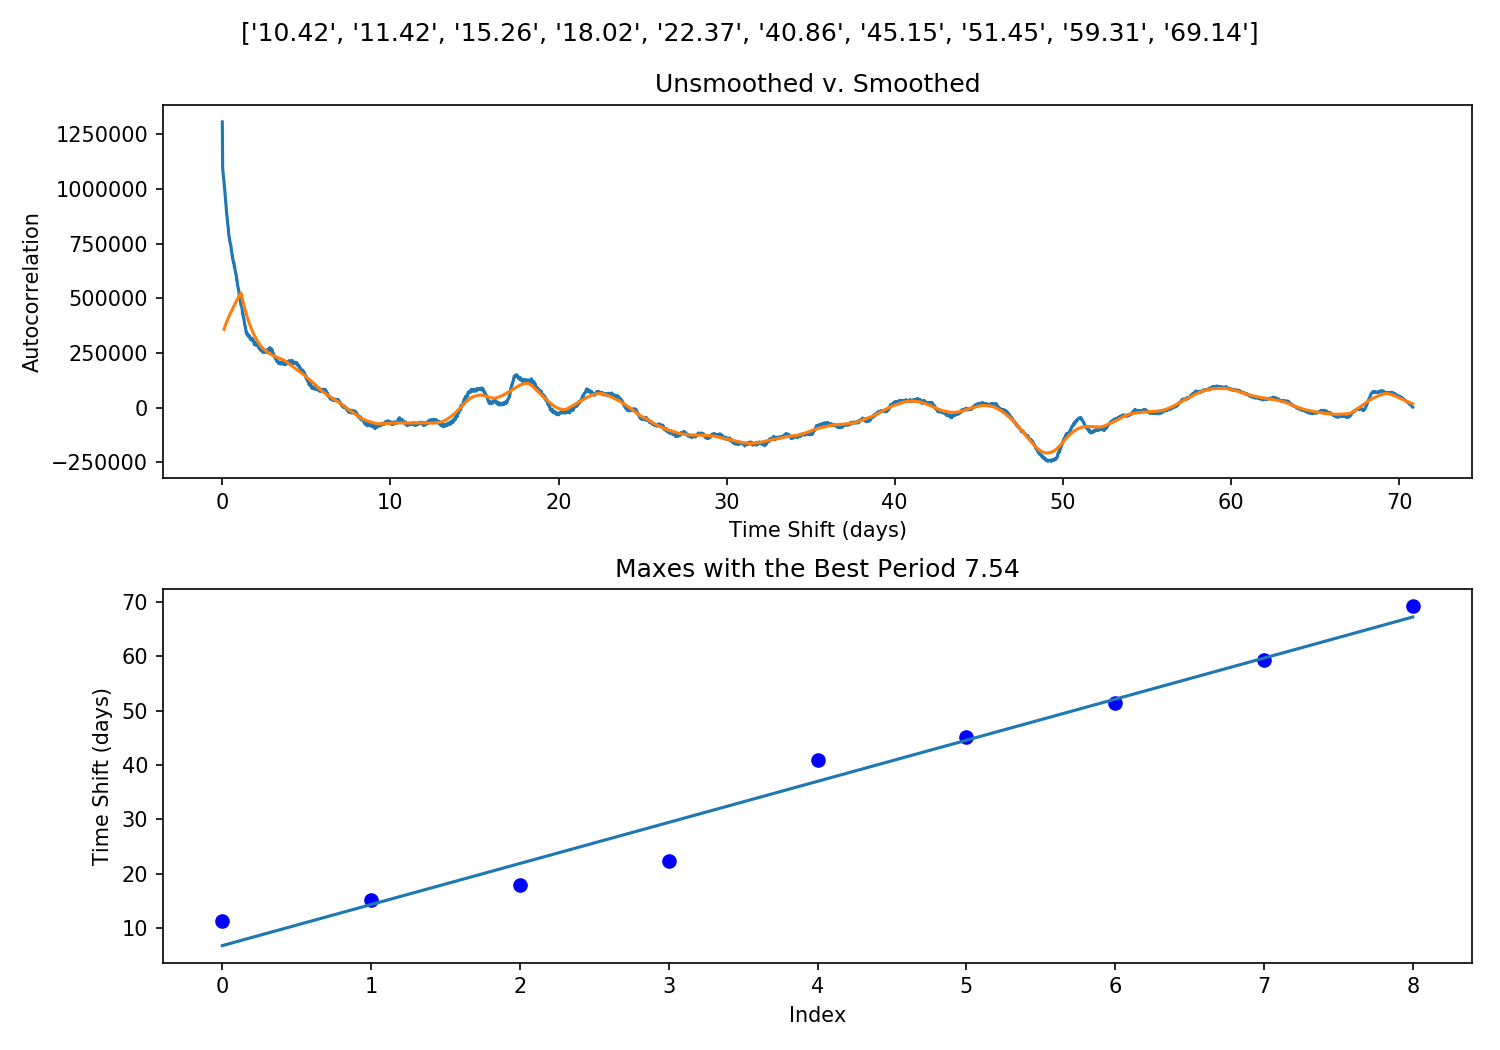 ['10.42', '11.42', '15.26', '18.02', '22.37', '40.86', '45.15', '51.45', '59.31', '69.14']
Unsmoothed v. Smoothed
Autocorrelation
1250000
1000000
750000
500000
250000
0
−250000
0 10 20 30 40 50 60 70
Time Shift (days)
Maxes with the Best Period 7.54
Time Shift (days)
70
60
50
40
30
20
10
0 1 2 3 4 5 6 7 8
Index